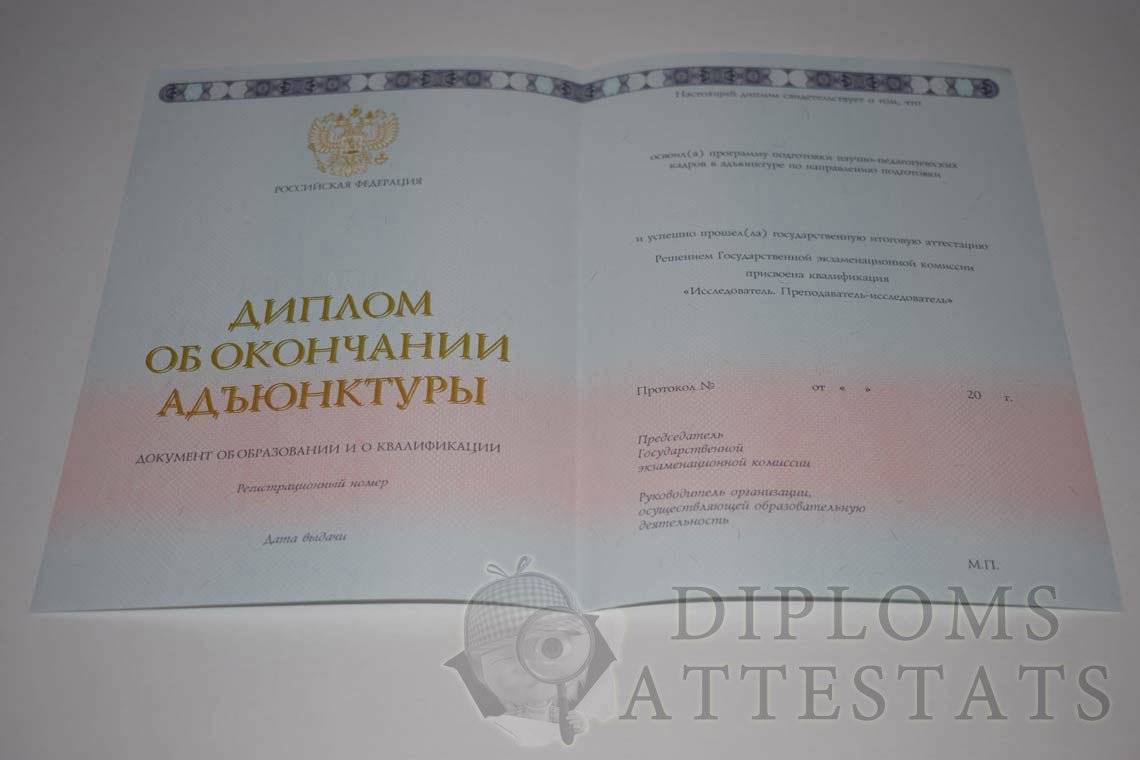 РОССИЙСКАЯ ФЕДЕРАЦИЯ
ДИПЛОМ
ОБ ОКОНЧАНИИ
АДЪЮНКТУРЫ
ДОКУМЕНТ ОБ ОБРАЗОВАНИИ И О КВАЛИФИКАЦИИ
Регистрационный номер
Дата выдачи
Настоящий диплом свидетельствует о том, что
освоил(а) программу подготовки научно-педагогических
кадров в адъюнктуре по направлению подготовки
и успешно прошел(ла) государственную итоговую аттестацию
Решением Государственной экзаменационной комиссии
присвоена квалификация
«Исследователь. Преподаватель-исследователь»
Протокол № от « » 20 г.
Председатель
Государственной
экзаменационной комиссии
Руководитель организации,
осуществляющей образовательную
деятельность
М.П.
DIPLOMS
ATTESTATS